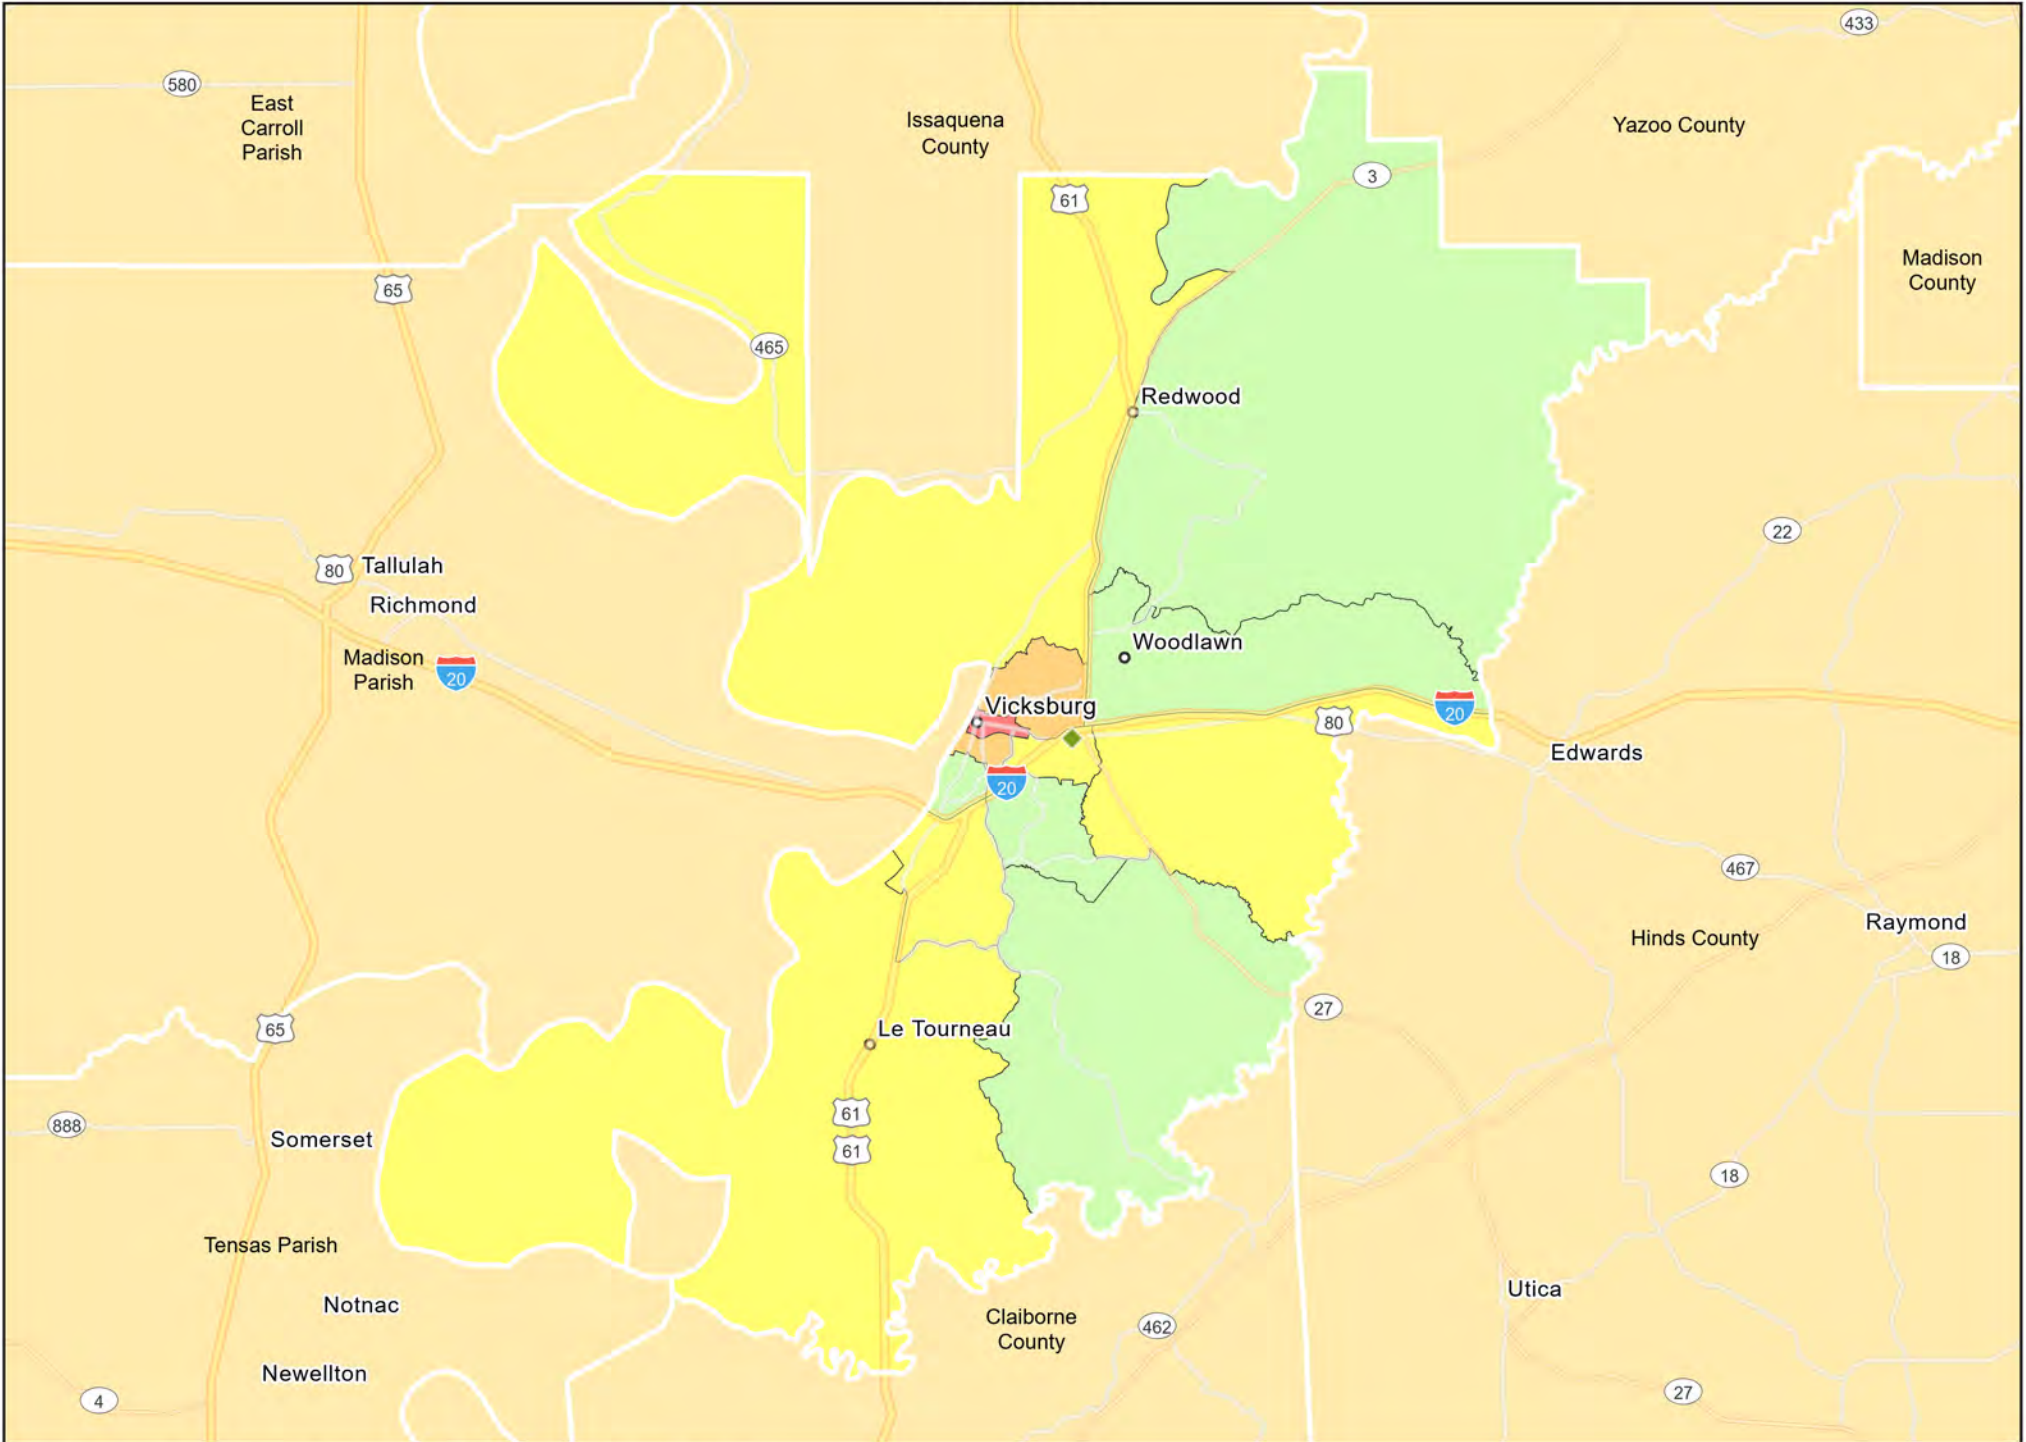 433
580
East
Carroll
Parish
Issaquena
County
Yazoo County
3
61
Madison
County
65
465
Redwood
22
80
Tallulah
Richmond
Woodlawn
Madison
Parish
20
Vicksburg
20
80
Edwards
20
467
Raymond
Hinds County
18
27
65
Le Tourneau
61
888
Somerset
61
18
Tensas Parish
Utica
Notnac
Claiborne
County
462
Newellton
4
27